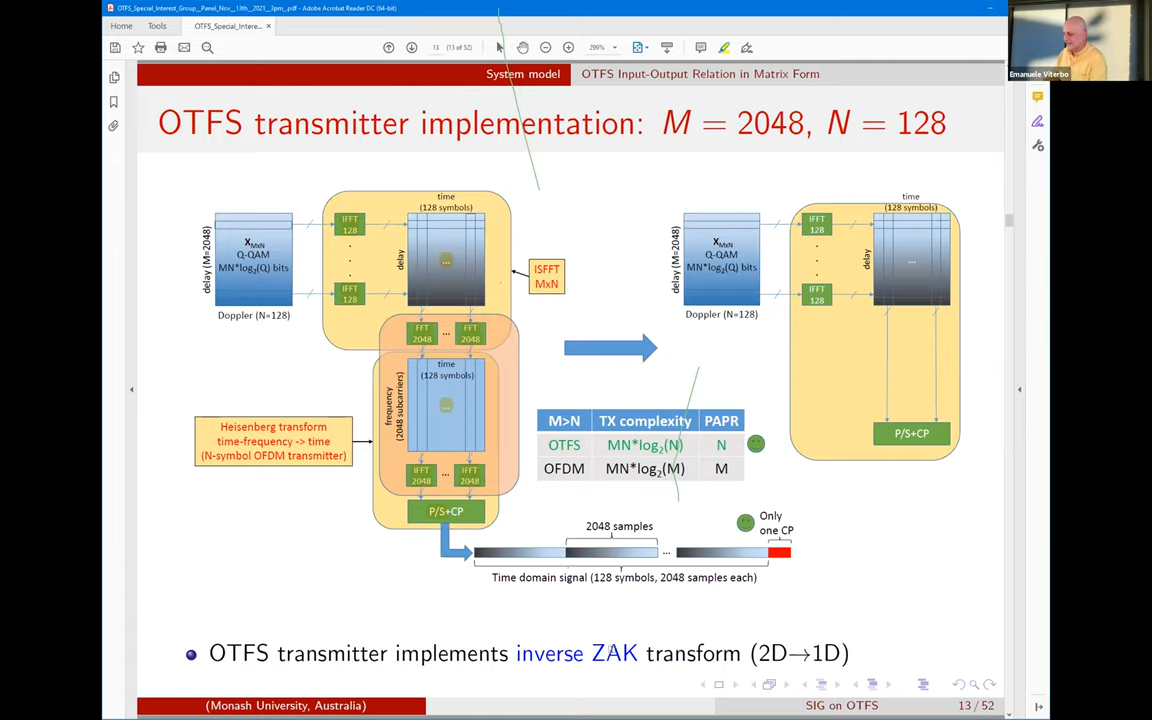 OTFS_Special_Interest_Group_Panel_Nov__13th__2021__3pm_.pdf - Adobe Acrobat Reader DC (64-bit)
Home Tools OTFS_Special_Intere... ×
13 (13 of 52) 299%
Emanuele Viterbo
System model OTFS Input-Output Relation in Matrix Form
OTFS transmitter implementation: M = 2048, N = 128
time
(128 symbols)
delay (M=2048)
X_MxN
Q-QAM
MN*log₂(Q) bits
Doppler (N=128)
IFFT
128
.
.
.
IFFT
128
delay
...
ISFFT
MxN
FFT
2048
...
FFT
2048
time
(128 symbols)
frequency
(2048 subcarriers)
...
IFFT
2048
...
IFFT
2048
P/S+CP
Heisenberg transform
time-frequency -> time
(N-symbol OFDM transmitter)
time
(128 symbols)
delay (M=2048)
X_MxN
Q-QAM
MN*log₂(Q) bits
Doppler (N=128)
IFFT
128
.
.
.
IFFT
128
delay
...
P/S+CP
M>N TX complexity PAPR
OTFS MN*log₂(N) N
OFDM MN*log₂(M) M
2048 samples
Only
one CP
...
Time domain signal (128 symbols, 2048 samples each)
OTFS transmitter implements inverse ZAK transform (2D→1D)
(Monash University, Australia) SIG on OTFS 13 / 52